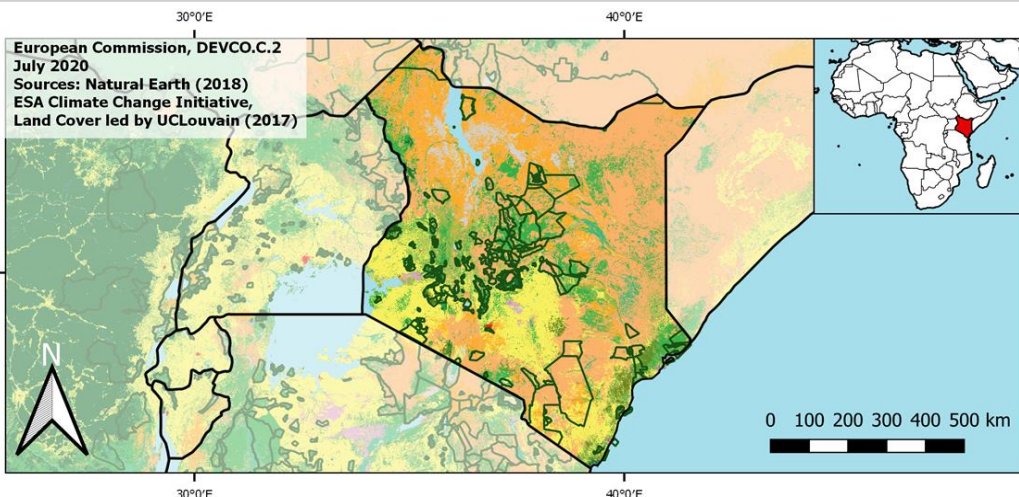 30°0′E 40°0′E
European Commission, DEVCO.C.2
July 2020
Sources: Natural Earth (2018)
ESA Climate Change Initiative,
Land Cover led by UCLouvain (2017)
N
0 100 200 300 400 500 km
30°0′E 40°0′E